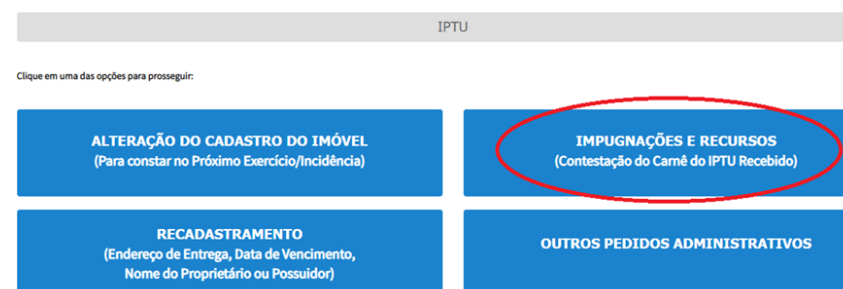 IPTU
Clique em uma das opções para prosseguir:
ALTERAÇÃO DO CADASTRO DO IMÓVEL
(Para constar no Próximo Exercício/Incidência)
IMPUGNAÇÕES E RECURSOS
(Contestação do Carnê do IPTU Recebido)
RECADASTRAMENTO
(Endereço de Entrega, Data de Vencimento,
Nome do Proprietário ou Possuidor)
OUTROS PEDIDOS ADMINISTRATIVOS